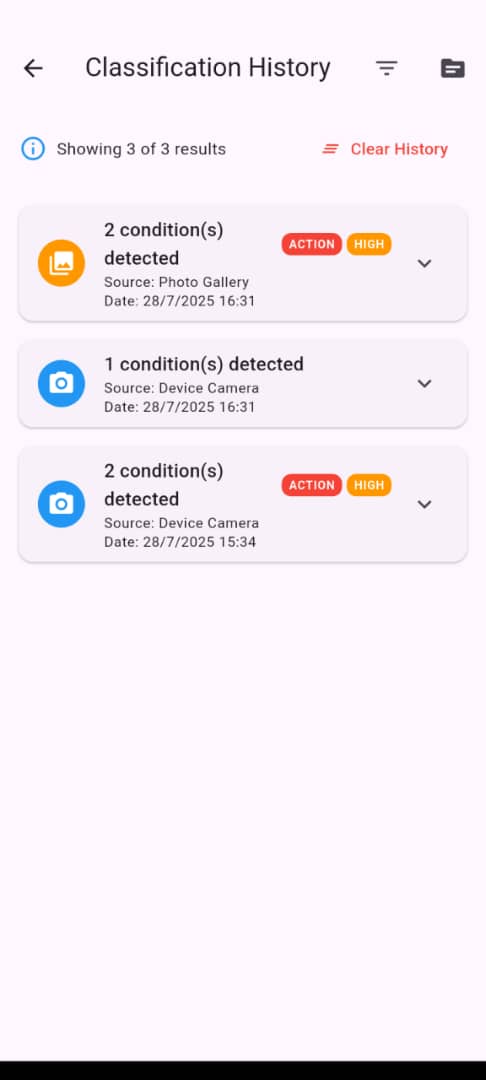 Classification History
Showing 3 of 3 results
Clear History
2 condition(s)
detected
ACTION HIGH
Source: Photo Gallery
Date: 28/7/2025 16:31
1 condition(s) detected
Source: Device Camera
Date: 28/7/2025 16:31
2 condition(s)
detected
ACTION HIGH
Source: Device Camera
Date: 28/7/2025 15:34